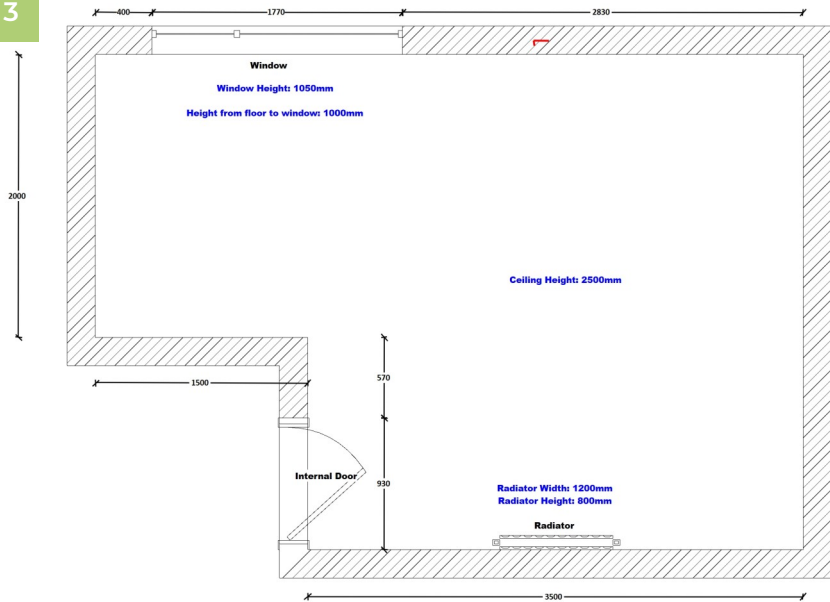 3
400
1770
2830
Window
Window Height: 1050mm
Height from floor to window: 1000mm
2000
Ceiling Height: 2500mm
1500
570
Internal Door
930
Radiator Width: 1200mm
Radiator Height: 800mm
Radiator
3500